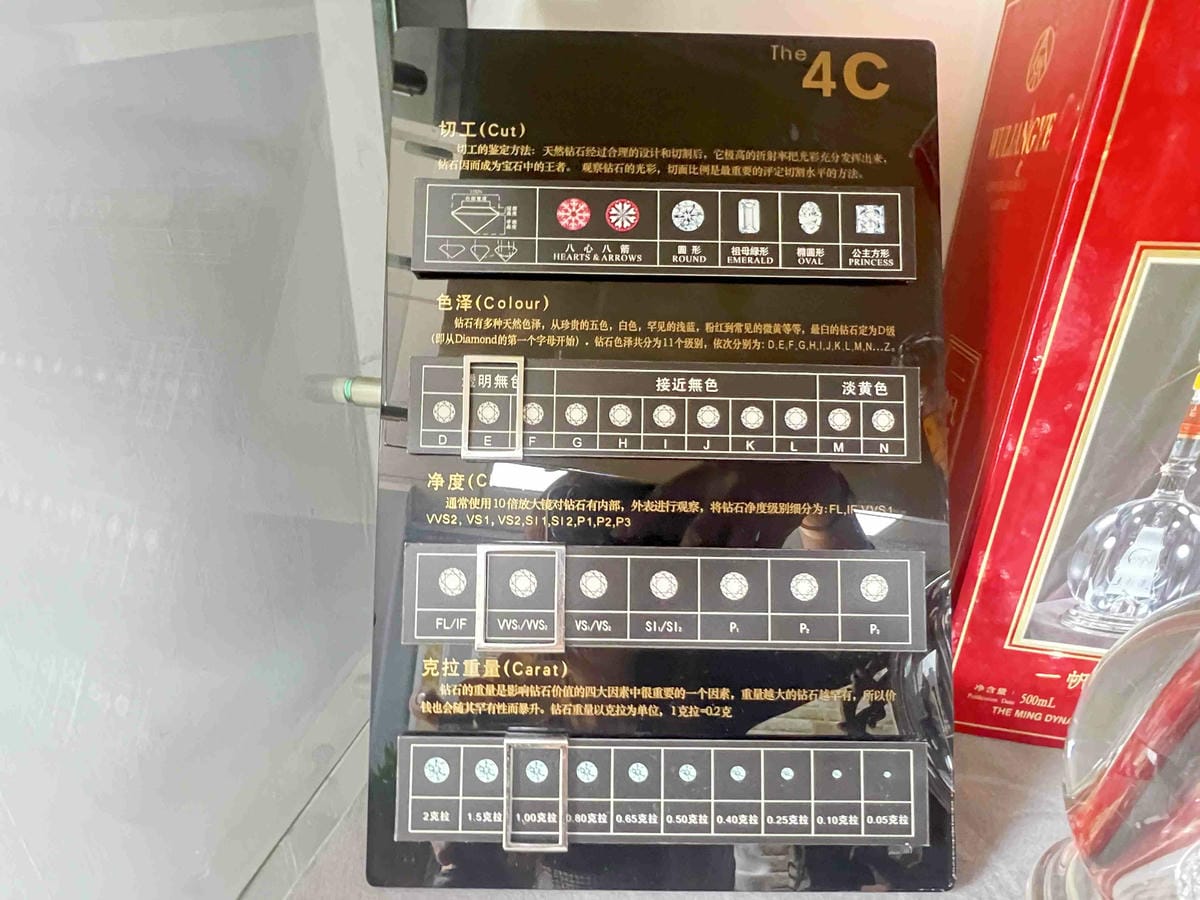 The
4C
切工(Cut)
切工的鉴定方法：天然钻石经过合理的设计和切割后，它极高的折射率把光彩充分发挥出来，
钻石因而成为宝石中的王者。观察钻石的光彩，切面比例是最重要的评定切割水平的方法。
100%
八心八箭 圓形 祖母綠形 橢圓形 公主方形
HEARTS & ARROWS ROUND EMERALD OVAL PRINCESS
色泽(Colour)
钻石有多种天然色泽，从珍贵的五色，白色，罕见的浅蓝，粉红到常见的微黄等等，最白的钻石定为D级
(即从Diamond的第一个字母开始)．钻石色泽共分为11个级别，依次分别为: D,E,F,G,H,I,J,K,L,M,N...Z。
明無色 接近無色 淡黄色
D E F G H I J K L M N
净度(C
通常使用10倍放大镜对钻石有内部，外表进行观察，将钻石净度级别细分为: FL,IF,VVS1,
VVS2, VS1, VS2,SI1,SI2,P1,P2,P3
FL/IF VVS₁/VVS₂ VS₁/VS₂ SI₁/SI₂ P₁ P₂ P₃
克拉重量(Carat)
钻石的重量是影响钻石价值的四大因素中很重要的一个因素，重量越大的钻石越罕有，所以价
钱也会随其罕有性而暴升。钻石重量以克拉为单位，1克拉=0.2克
2克拉 1.5克拉 1.00克拉 0.80克拉 0.65克拉 0.50克拉 0.40克拉 0.25克拉 0.10克拉 0.05克拉
WULIANGYE
一帆
净含量： 500mL
THE MING DYNA